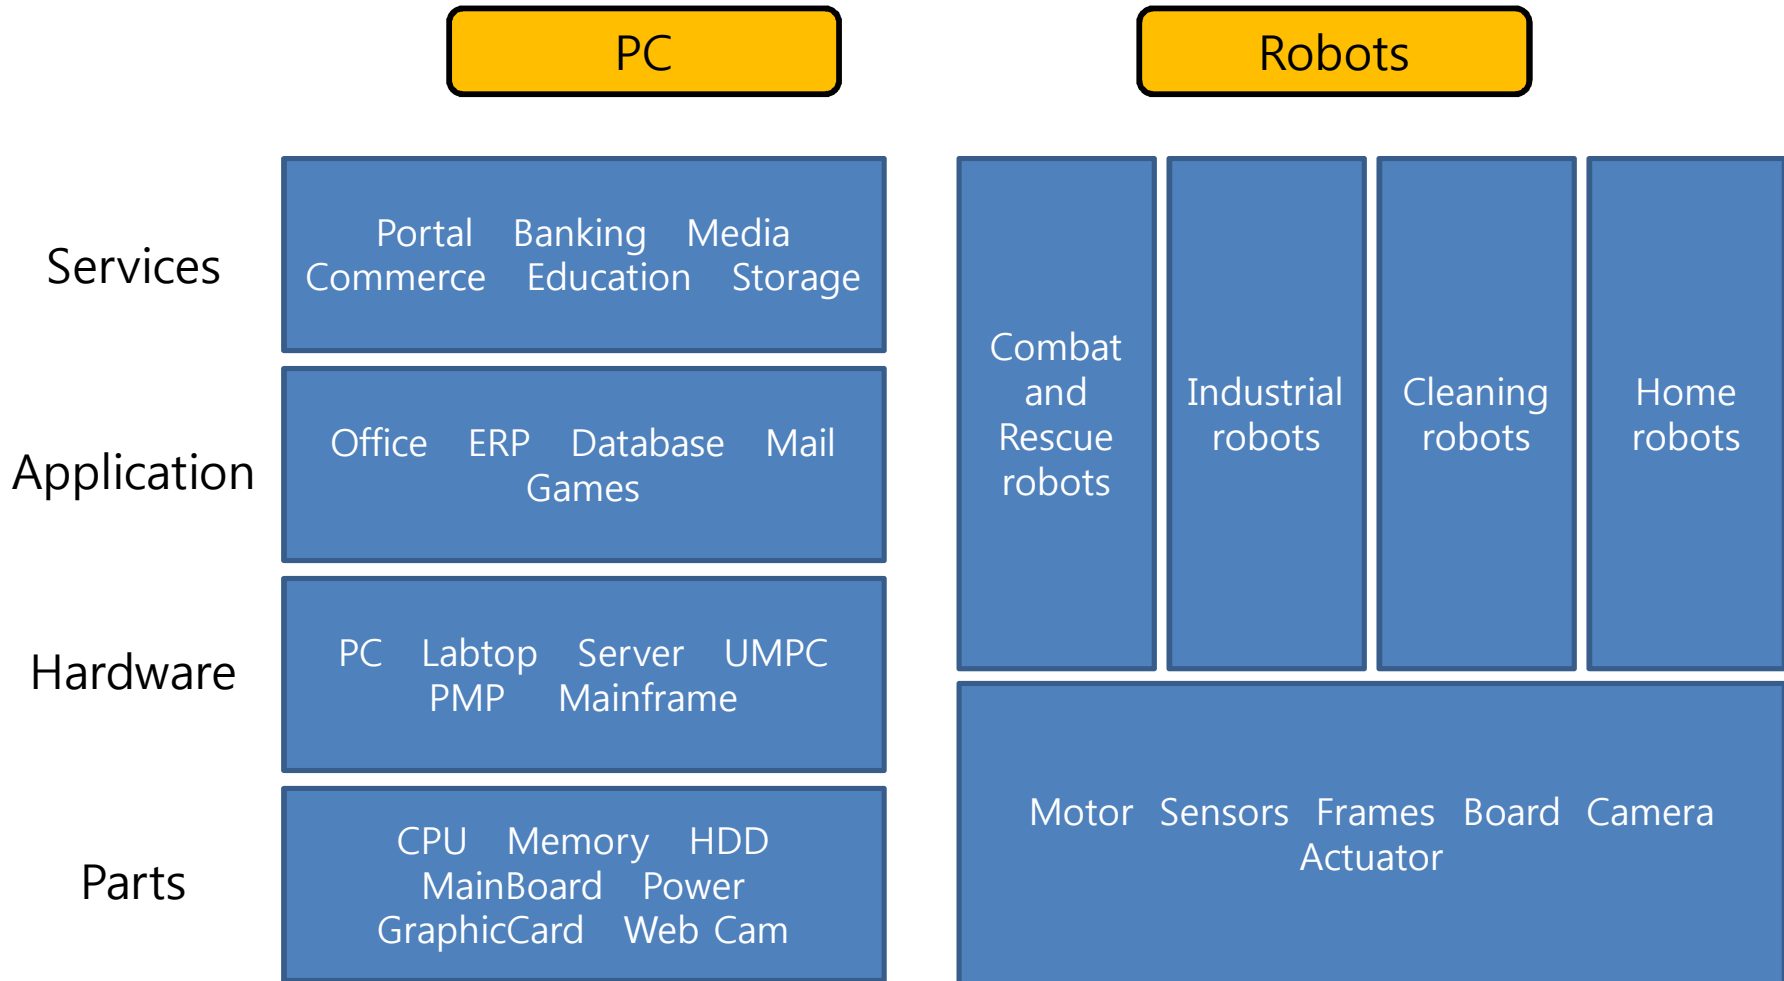 PC
Robots
Services
Portal Banking Media
Commerce Education Storage
Application
Office ERP Database Mail
Games
Hardware
PC Labtop Server UMPC
PMP Mainframe
Parts
CPU Memory HDD
MainBoard Power
GraphicCard Web Cam
Combat
and
Rescue
robots
Industrial
robots
Cleaning
robots
Home
robots
Motor Sensors Frames Board Camera
Actuator